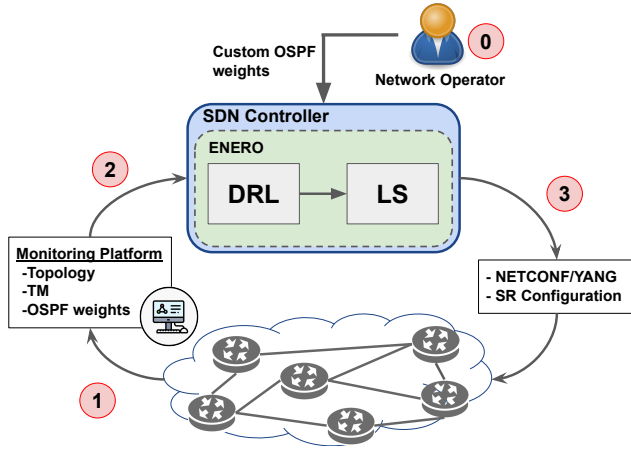 0
Custom OSPF
weights
Network Operator
SDN Controller
ENERO
DRL
LS
2
3
Monitoring Platform
-Topology
-TM
-OSPF weights
- NETCONF/YANG
- SR Configuration
1